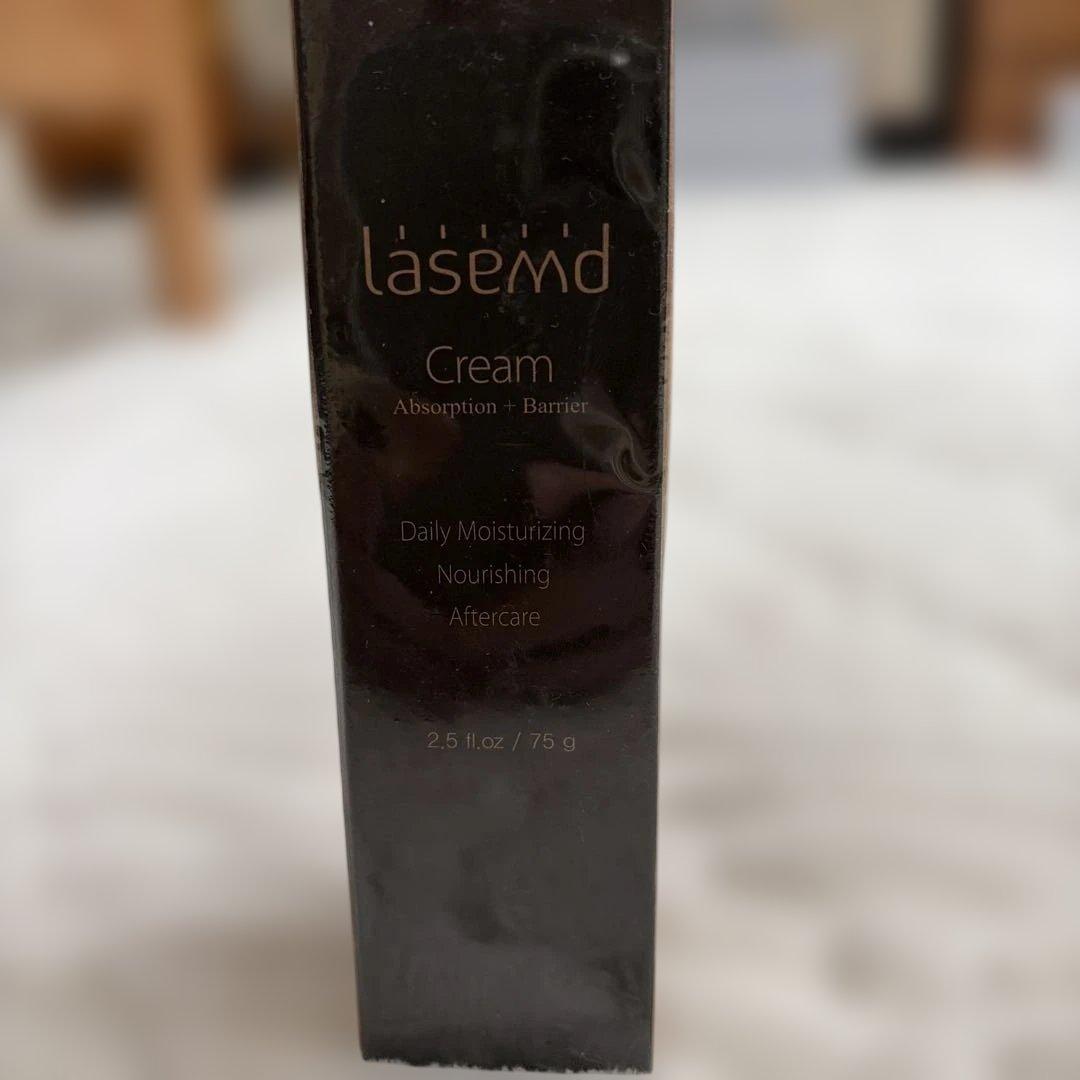 lasemd
Cream
Absorption + Barrier
Daily Moisturizing
Nourishing
Aftercare
2.5 fl.oz / 75 g